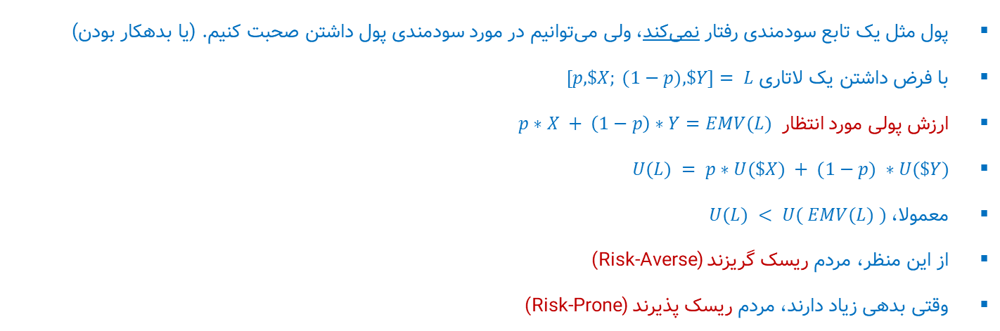 ▪ پول مثل یک تابع سودمندی رفتار نمی‌کند، ولی می‌توانیم در مورد سودمندی پول داشتن صحبت کنیم. (یا بدهکار بودن)
▪ با فرض داشتن یک لاتاری [p,$X; (1 − p),$Y] = L
▪ ارزش پولی مورد انتظار p ∗ X + (1 − p) ∗ Y = EMV(L)
▪ U(L) = p ∗ U($X) + (1 − p) ∗ U($Y)
▪ معمولا، U(L) < U( EMV(L) )
▪ از این منظر، مردم ریسک گریزند (Risk-Averse)
▪ وقتی بدهی زیاد دارند، مردم ریسک پذیرند (Risk-Prone)